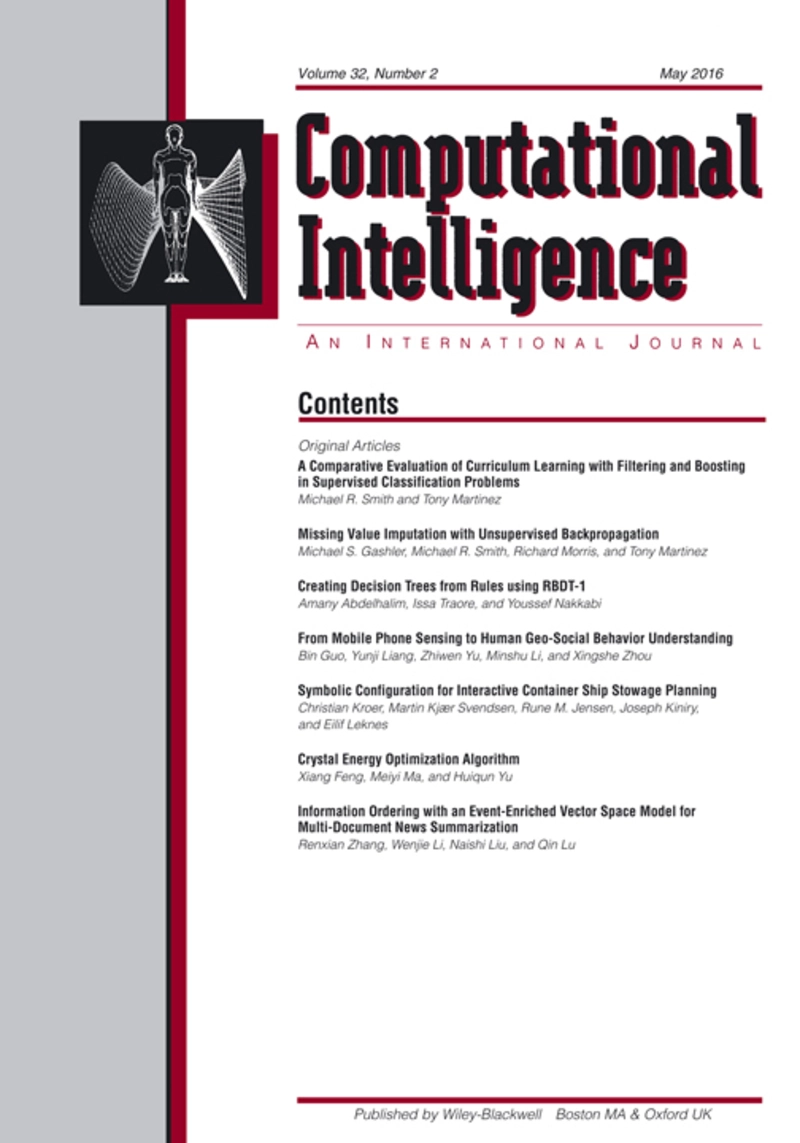 Volume 32, Number 2 May 2016
Computational
Intelligence
An International Journal
Contents
Original Articles
A Comparative Evaluation of Curriculum Learning with Filtering and Boosting
in Supervised Classification Problems
Michael R. Smith and Tony Martinez
Missing Value Imputation with Unsupervised Backpropagation
Michael S. Gashler, Michael R. Smith, Richard Morris, and Tony Martinez
Creating Decision Trees from Rules using RBDT-1
Amany Abdelhalim, Issa Traore, and Youssef Nakkabi
From Mobile Phone Sensing to Human Geo-Social Behavior Understanding
Bin Guo, Yunji Liang, Zhiwen Yu, Minshu Li, and Xingshe Zhou
Symbolic Configuration for Interactive Container Ship Stowage Planning
Christian Kroer, Martin Kjær Svendsen, Rune M. Jensen, Joseph Kiniry,
and Eilif Leknes
Crystal Energy Optimization Algorithm
Xiang Feng, Meiyi Ma, and Huiqun Yu
Information Ordering with an Event-Enriched Vector Space Model for
Multi-Document News Summarization
Renxian Zhang, Wenjie Li, Naishi Liu, and Qin Lu
Published by Wiley-Blackwell Boston MA & Oxford UK